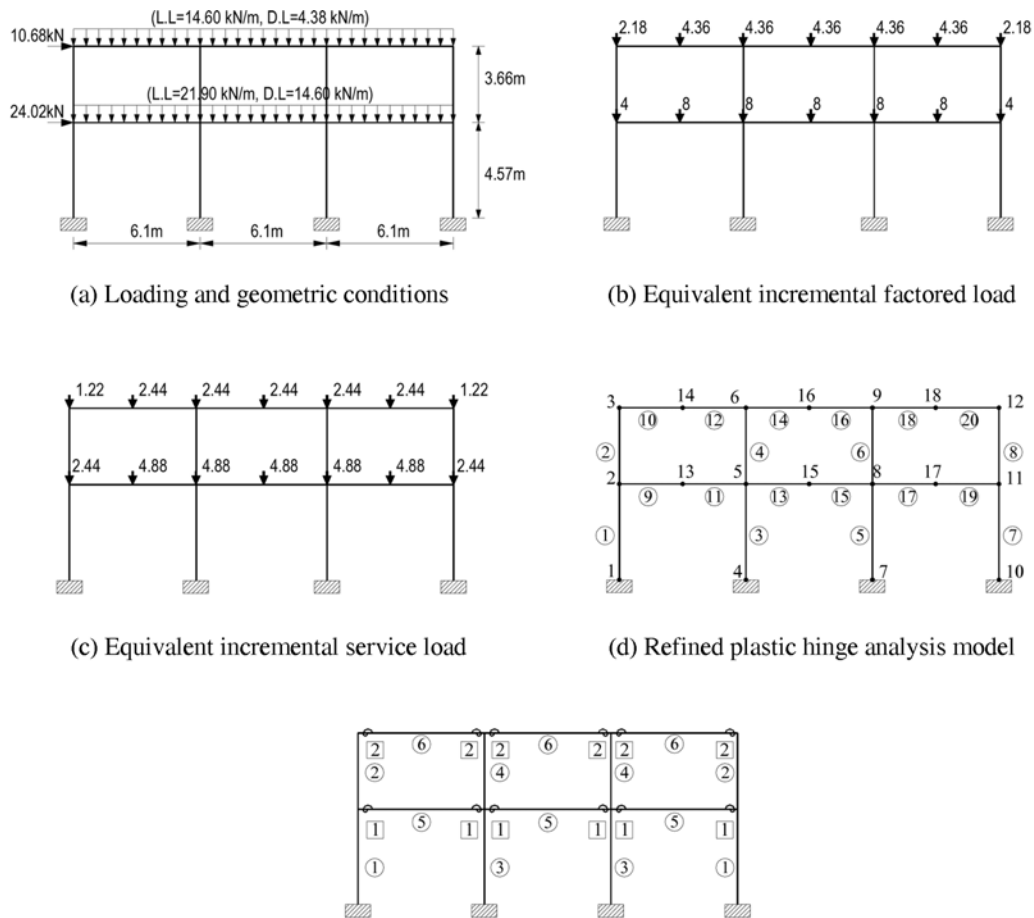 (L.L=14.60 kN/m, D.L=4.38 kN/m)
10.68kN
3.66m
(L.L=21.90 kN/m, D.L=14.60 kN/m)
24.02kN
4.57m
6.1m 6.1m 6.1m
(a) Loading and geometric conditions
2.18 4.36 4.36 4.36 4.36 4.36 2.18
4 8 8 8 8 8 4
(b) Equivalent incremental factored load
1.22 2.44 2.44 2.44 2.44 2.44 1.22
2.44 4.88 4.88 4.88 4.88 4.88 2.44
(c) Equivalent incremental service load
3 14 6 16 9 18 12
10 12 14 16 18 20
2 4 6 8
2 13 5 15 8 17 11
9 11 13 15 17 19
1 3 5 7
1 4 7 10
(d) Refined plastic hinge analysis model
6 6 6
2 2 2 2 2 2
2 4 4 2
5 5 5
1 1 1 1 1 1
1 3 3 1